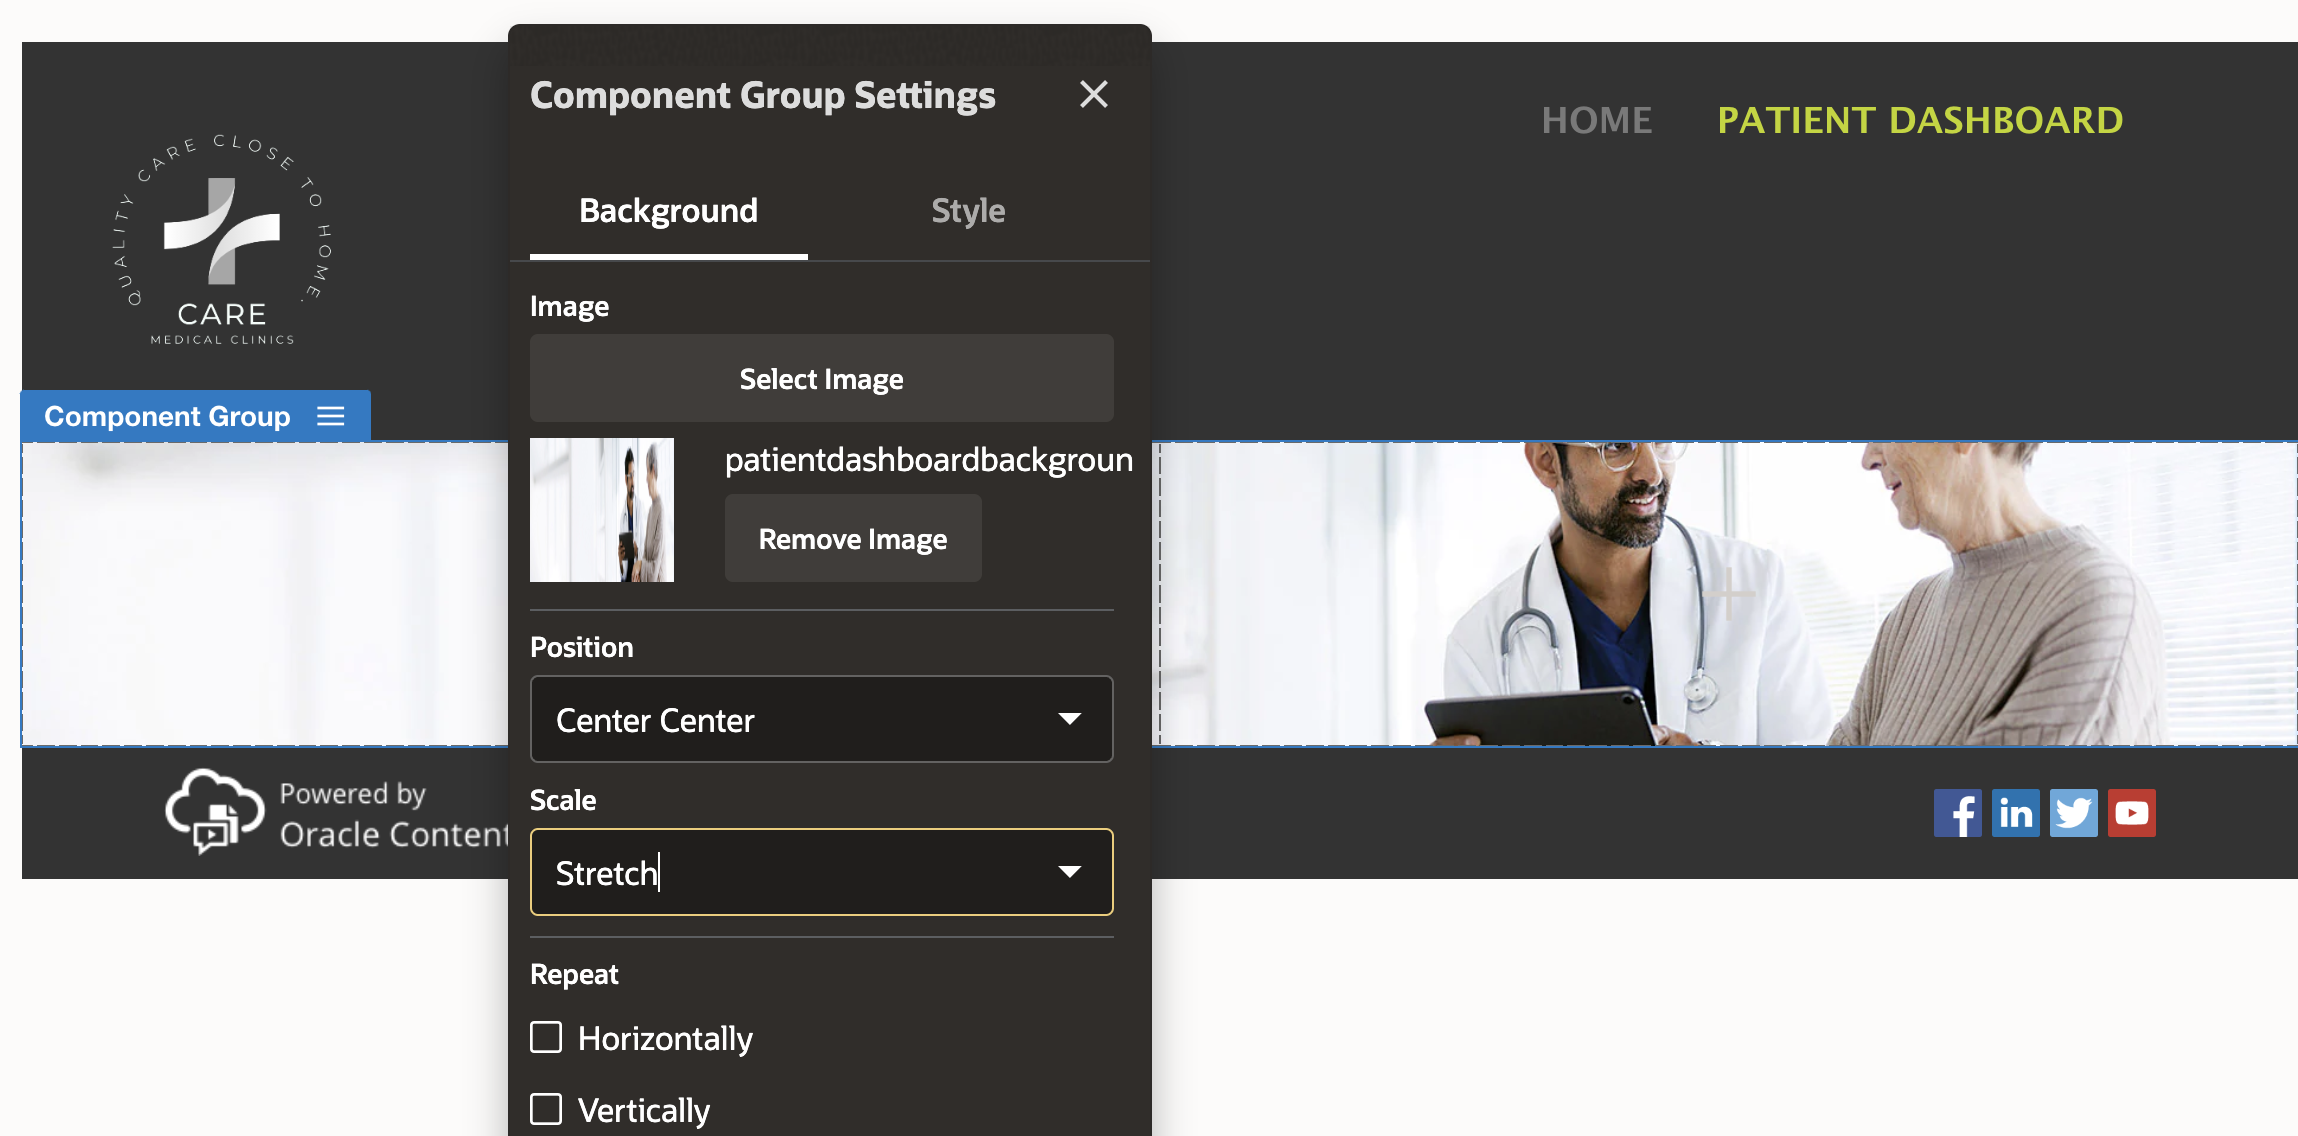 Component Group Settings
HOME
PATIENT DASHBOARD
QUALITY CARE CLOSE TO HOME.
CARE
MEDICAL CLINICS
Background
Style
Image
Select Image
Component Group
patientdashboardbackgroun
Remove Image
Position
Center Center
Scale
Stretch
Powered by
Oracle Content
in
Repeat
Horizontally
Vertically